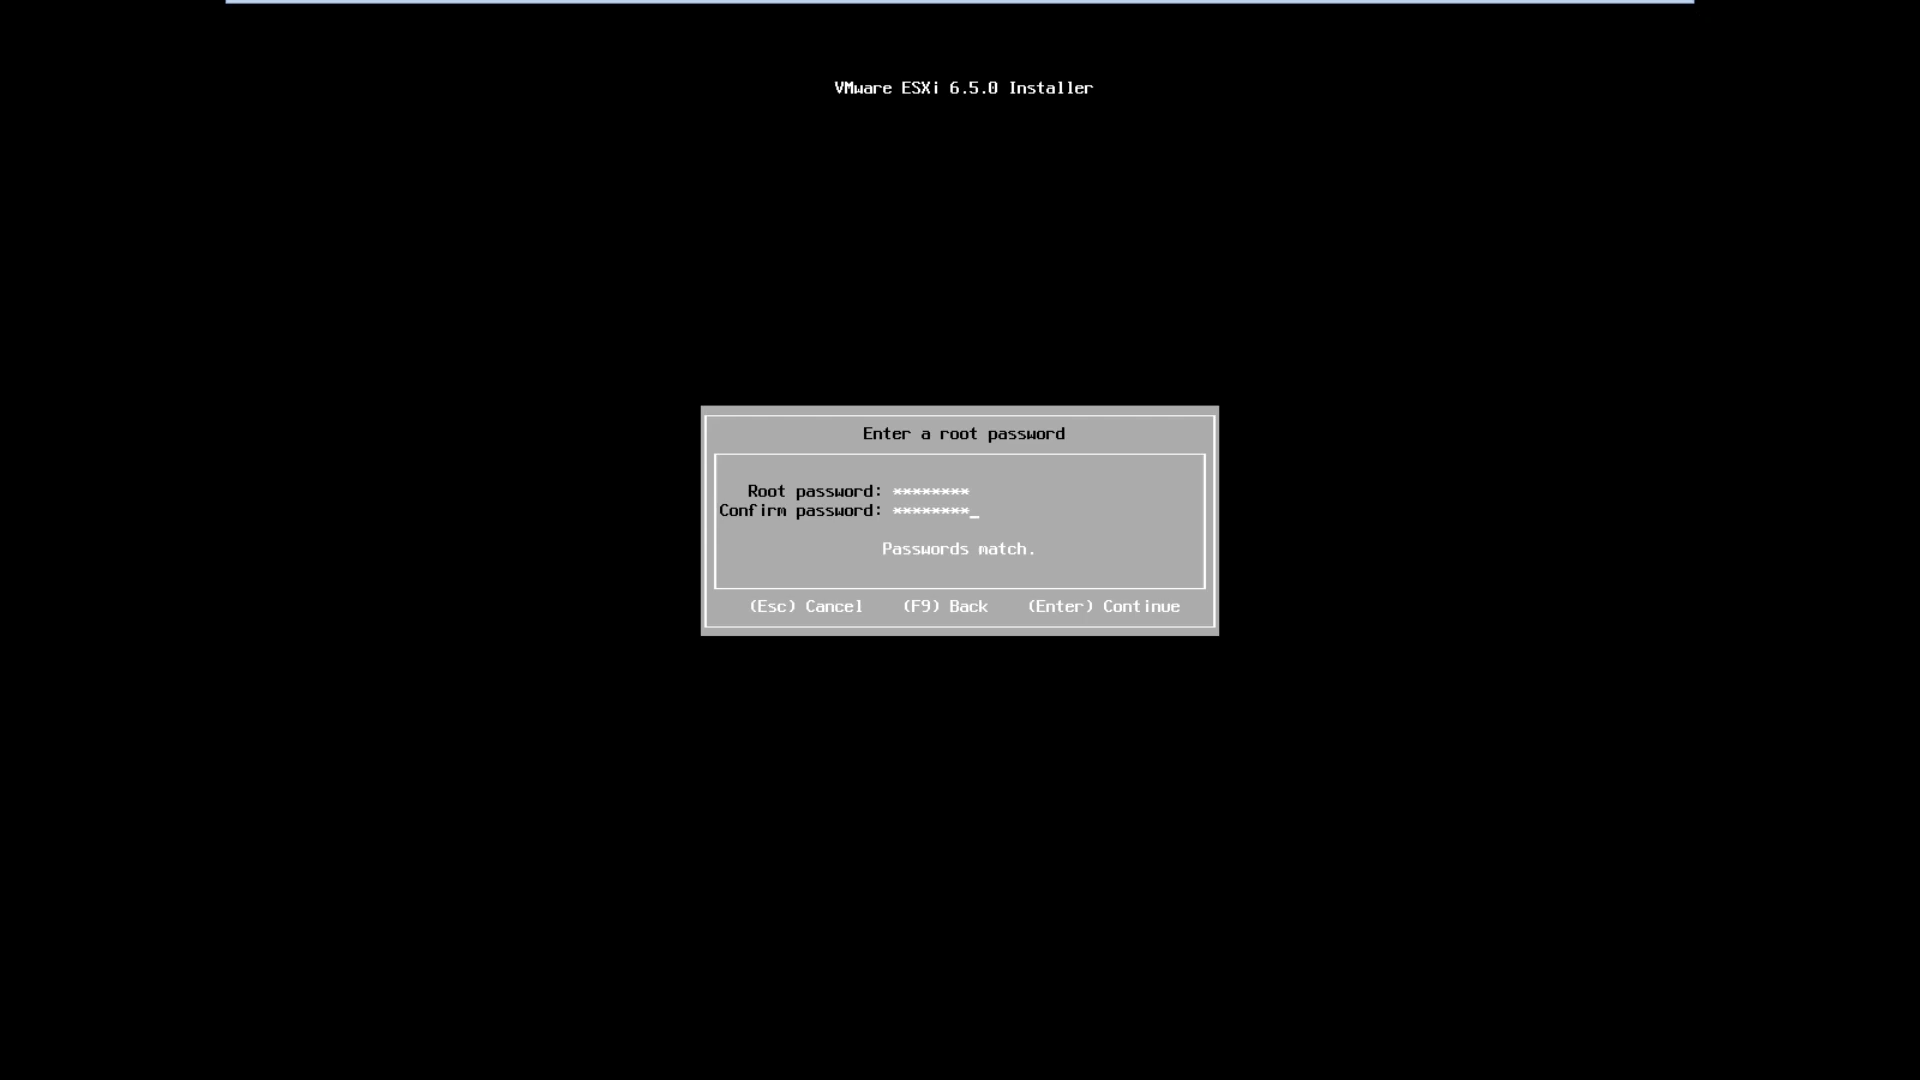 VMware ESXi 6.5.0 Installer
Enter a root password
Root password: ********
Confirm password: ********_
Passwords match.
(Esc) Cancel (F9) Back (Enter) Continue